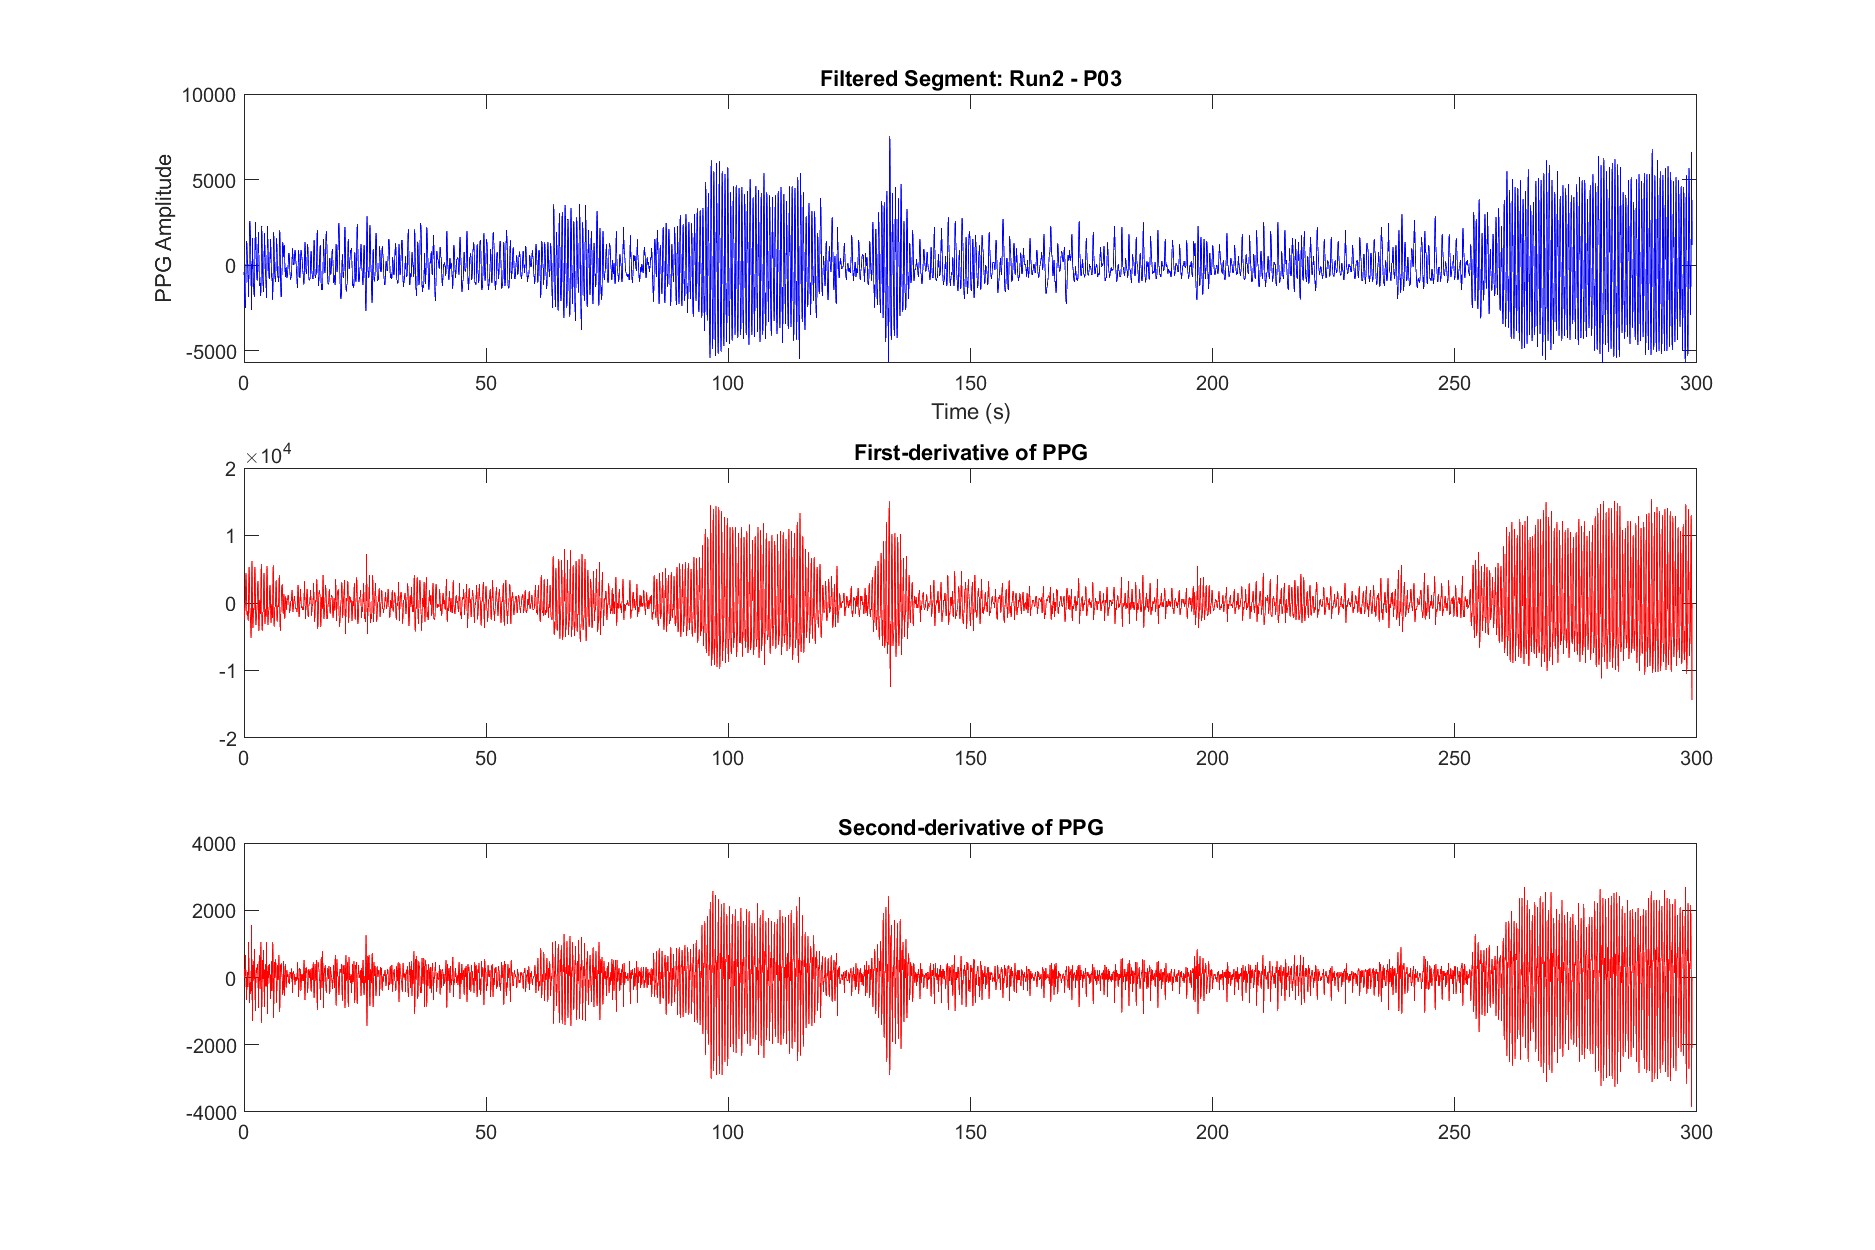 Filtered Segment: Run2 - P03
10000
5000
0
-5000
PPG Amplitude
0 50 100 150 200 250 300
Time (s)
First-derivative of PPG
×10⁴
2
1
0
-1
-2
0 50 100 150 200 250 300
Second-derivative of PPG
4000
2000
0
-2000
-4000
0 50 100 150 200 250 300